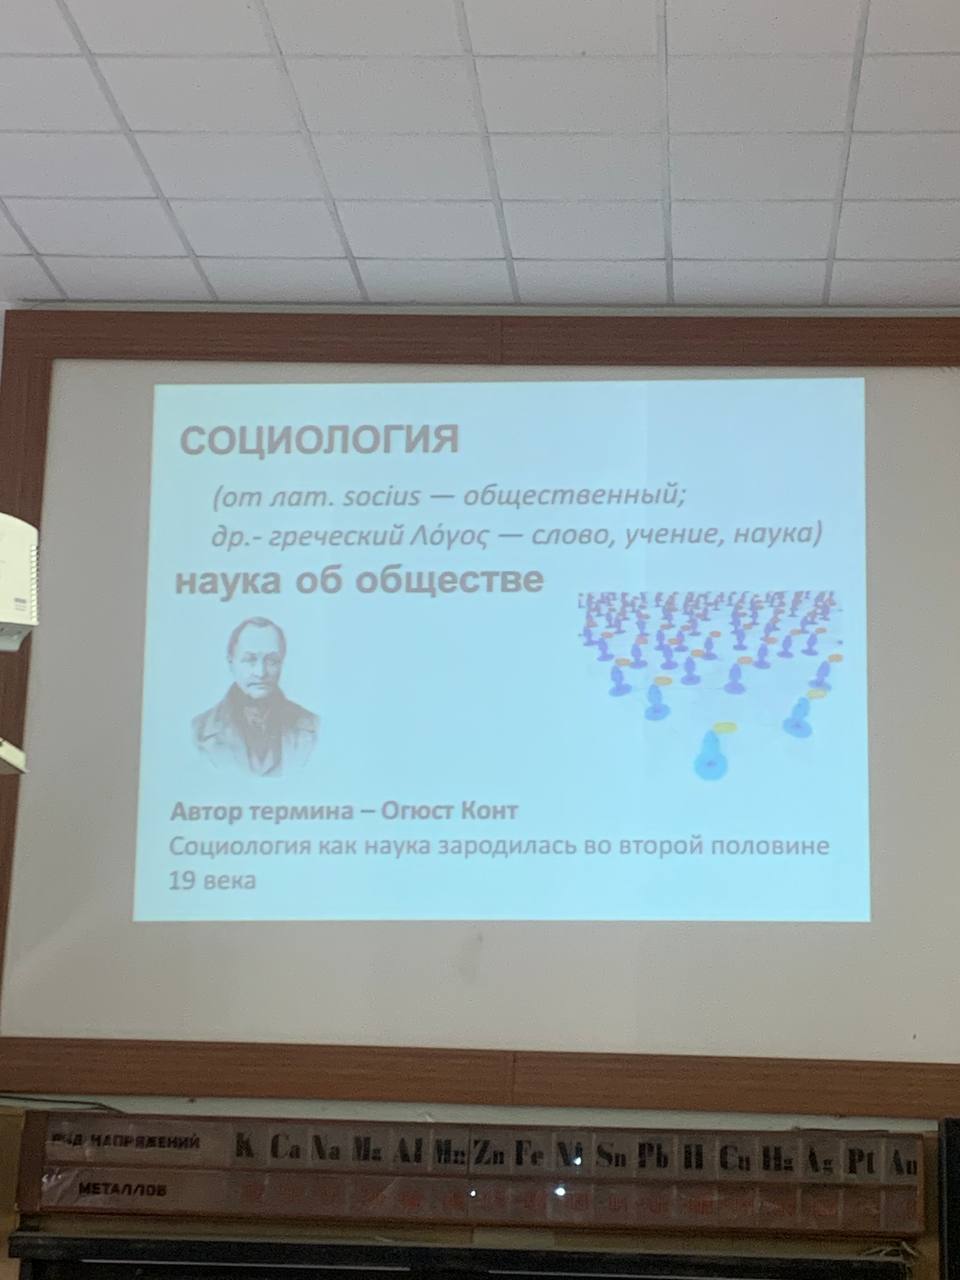 СОЦИОЛОГИЯ
(от лат. socius — общественный;
др.- греческий Λόγος — слово, учение, наука)
наука об обществе
Автор термина – Огюст Конт
Социология как наука зародилась во второй половине
19 века
РЯД НАПРЯЖЕНИЙ K Ca Na Mg Al Mn Zn Fe Ni Sn Pb H Cu Hg Ag Pt Au
МЕТАЛЛОВ